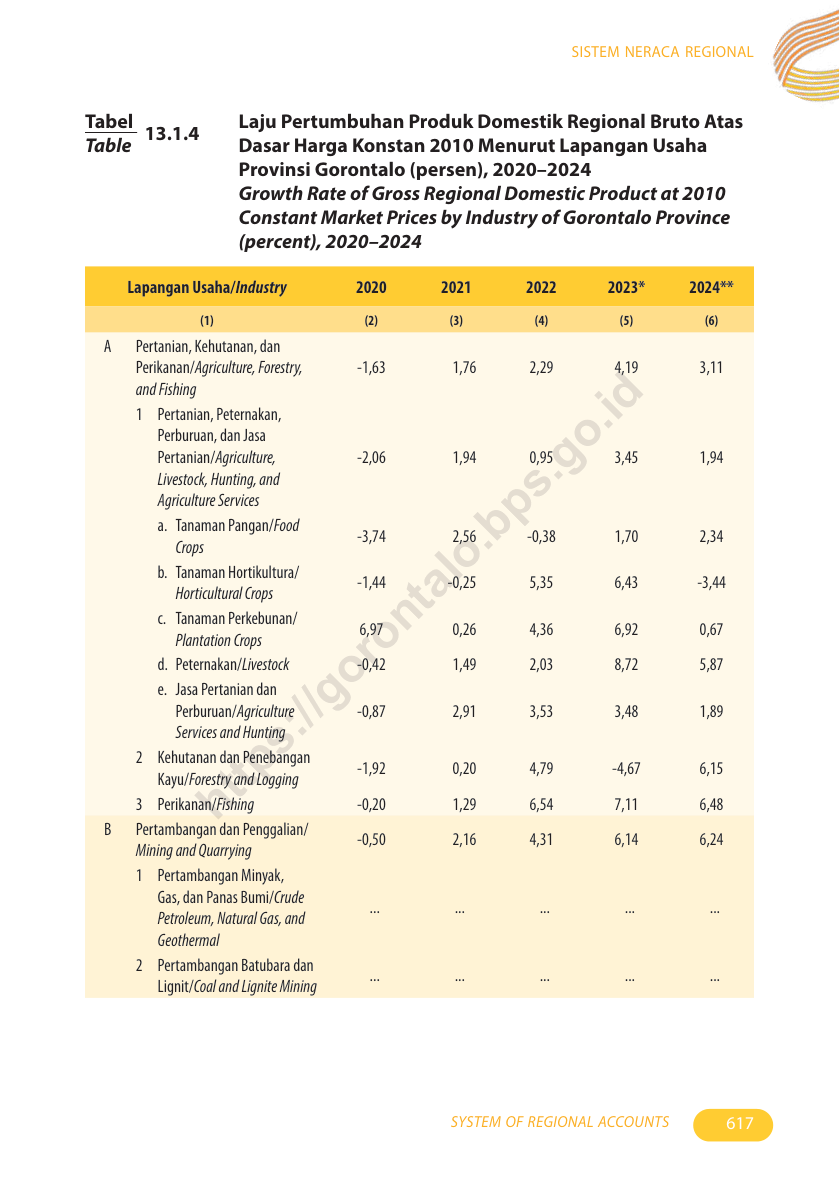 SISTEM NERACA REGIONAL
Tabel
Table
13.1.4
Laju Pertumbuhan Produk Domestik Regional Bruto Atas
Dasar Harga Konstan 2010 Menurut Lapangan Usaha
Provinsi Gorontalo (persen), 2020–2024
Growth Rate of Gross Regional Domestic Product at 2010
Constant Market Prices by Industry of Gorontalo Province
(percent), 2020–2024
Lapangan Usaha/Industry 2020 2021 2022 2023* 2024**
(1) (2) (3) (4) (5) (6)
A Pertanian, Kehutanan, dan
Perikanan/Agriculture, Forestry, -1,63 1,76 2,29 4,19 3,11
and Fishing
1 Pertanian, Peternakan,
Perburuan, dan Jasa
Pertanian/Agriculture, -2,06 1,94 0,95 3,45 1,94
Livestock, Hunting, and
Agriculture Services
a. Tanaman Pangan/Food
Crops -3,74 2,56 -0,38 1,70 2,34
b. Tanaman Hortikultura/
Horticultural Crops -1,44 -0,25 5,35 6,43 -3,44
c. Tanaman Perkebunan/
Plantation Crops 6,97 0,26 4,36 6,92 0,67
d. Peternakan/Livestock -0,42 1,49 2,03 8,72 5,87
e. Jasa Pertanian dan
Perburuan/Agriculture -0,87 2,91 3,53 3,48 1,89
Services and Hunting
2 Kehutanan dan Penebangan
Kayu/Forestry and Logging -1,92 0,20 4,79 -4,67 6,15
3 Perikanan/Fishing -0,20 1,29 6,54 7,11 6,48
B Pertambangan dan Penggalian/
Mining and Quarrying -0,50 2,16 4,31 6,14 6,24
1 Pertambangan Minyak,
Gas, dan Panas Bumi/Crude
Petroleum, Natural Gas, and ... ... ... ... ...
Geothermal
2 Pertambangan Batubara dan
Lignit/Coal and Lignite Mining ... ... ... ... ...
https://gorontalo.bps.go.id
SYSTEM OF REGIONAL ACCOUNTS 617